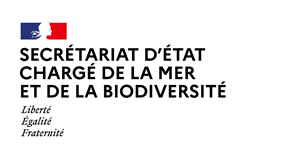 SECRÉTARIAT D'ÉTAT
CHARGÉ DE LA MER
ET DE LA BIODIVERSITÉ
Liberté
Égalité
Fraternité